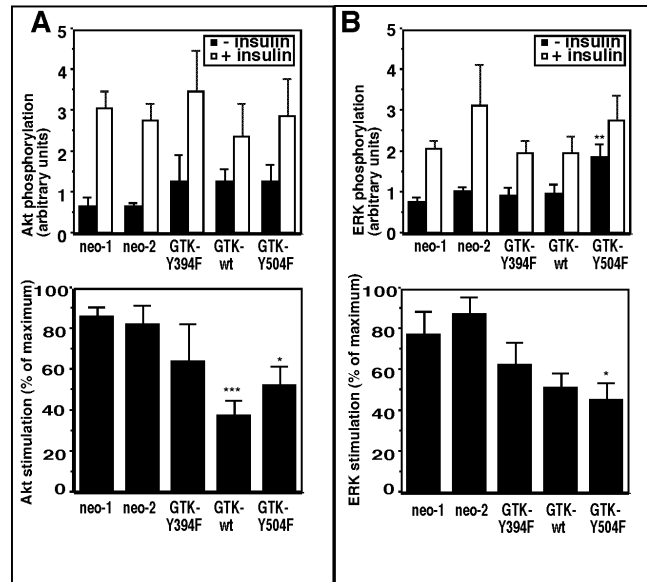 A
- insulin
+ insulin
5
4
3
2
1
0
Akt phosphorylation
(arbitrary units)
neo-1 neo-2 GTK- GTK- GTK-
Y394F wt Y504F
100
80
60
40
20
0
Akt stimulation (% of maximum)
***
*
neo-1 neo-2 GTK- GTK- GTK-
Y394F wt Y504F
B
- insulin
+ insulin
5
4
3
2
1
0
ERK phosphorylation
(arbitrary units)
**
neo-1 neo-2 GTK- GTK- GTK-
Y394F wt Y504F
100
80
60
40
20
0
ERK stimulation (% of maximum)
*
neo-1 neo-2 GTK- GTK- GTK-
Y394F wt Y504F